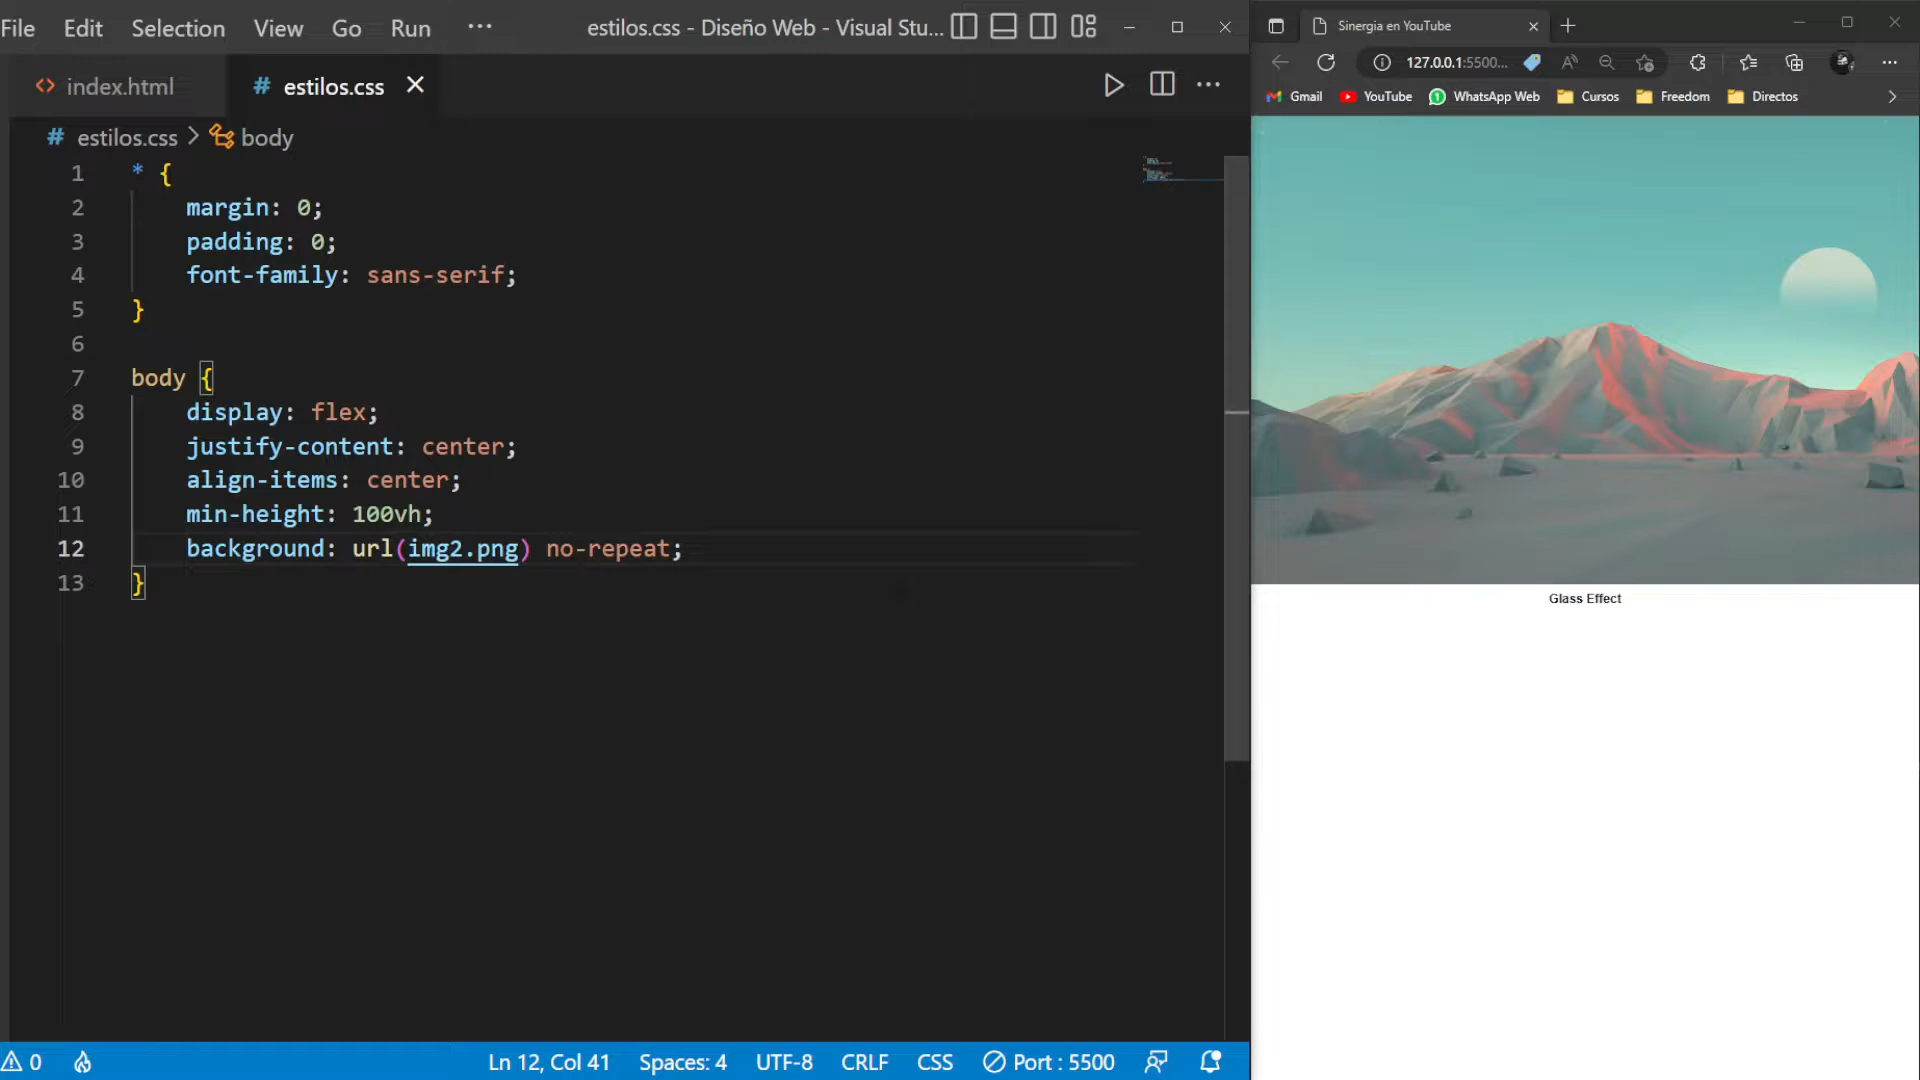 File Edit Selection View Go Run ··· estilos.css - Diseño Web - Visual Stu...
index.html estilos.css
estilos.css > body
1 * {
2 margin: 0;
3 padding: 0;
4 font-family: sans-serif;
5 }
6
7 body {
8 display: flex;
9 justify-content: center;
10 align-items: center;
11 min-height: 100vh;
12 background: url(img2.png) no-repeat;
13 }
0 Ln 12, Col 41 Spaces: 4 UTF-8 CRLF CSS Port : 5500
Sinergia en YouTube
127.0.0.1:5500...
Gmail YouTube WhatsApp Web Cursos Freedom Directos
Glass Effect